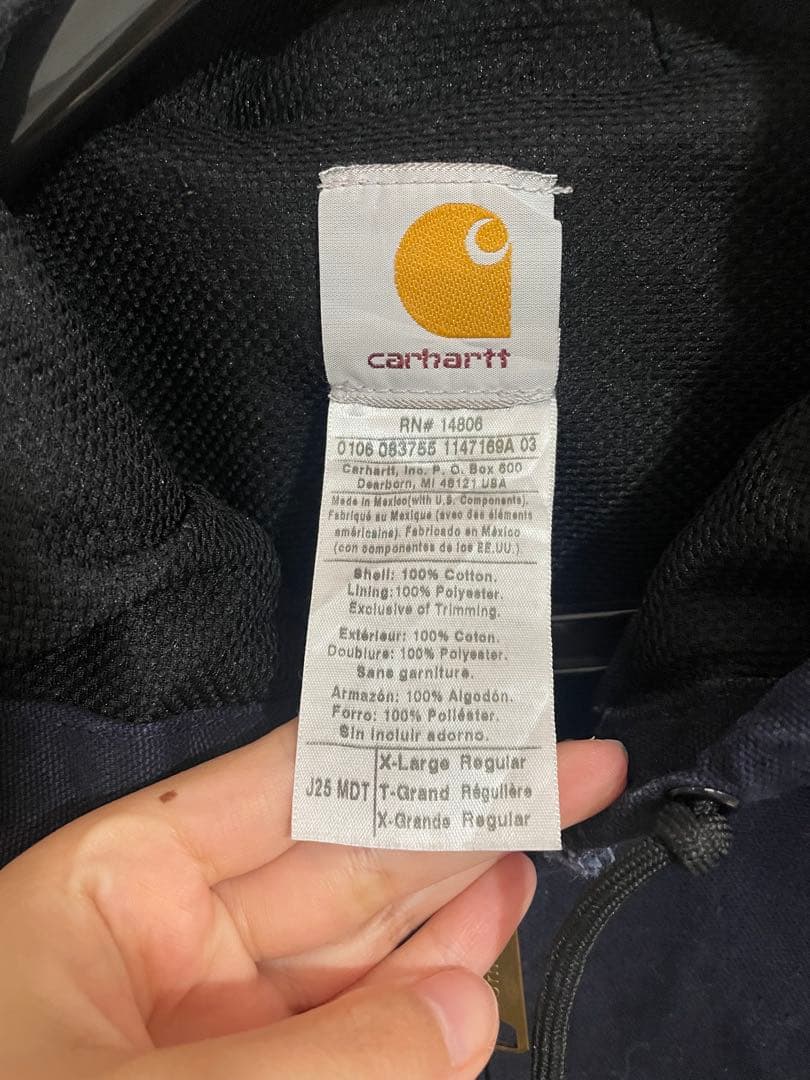 carhartt
RN# 14806
0106 083755 1147169A 03
Carhartt, Inc. P. O. Box 600
Dearborn, MI 48121 USA
Made in Mexico(with U.S. Components).
Fabriqué au Mexique (avec des éléments
américains). Fabricado en México
(con componentes de los EE.UU.)
Shell: 100% Cotton.
Lining: 100% Polyester.
Exclusive of Trimming.
Extérieur: 100% Coton.
Doublure: 100% Polyester.
Sans garniture.
Armazón: 100% Algodón.
Forro: 100% Poliéster.
Sin incluir adorno.
J25 MDT
X-Large Regular
T-Grand Régulière
X-Grande Regular